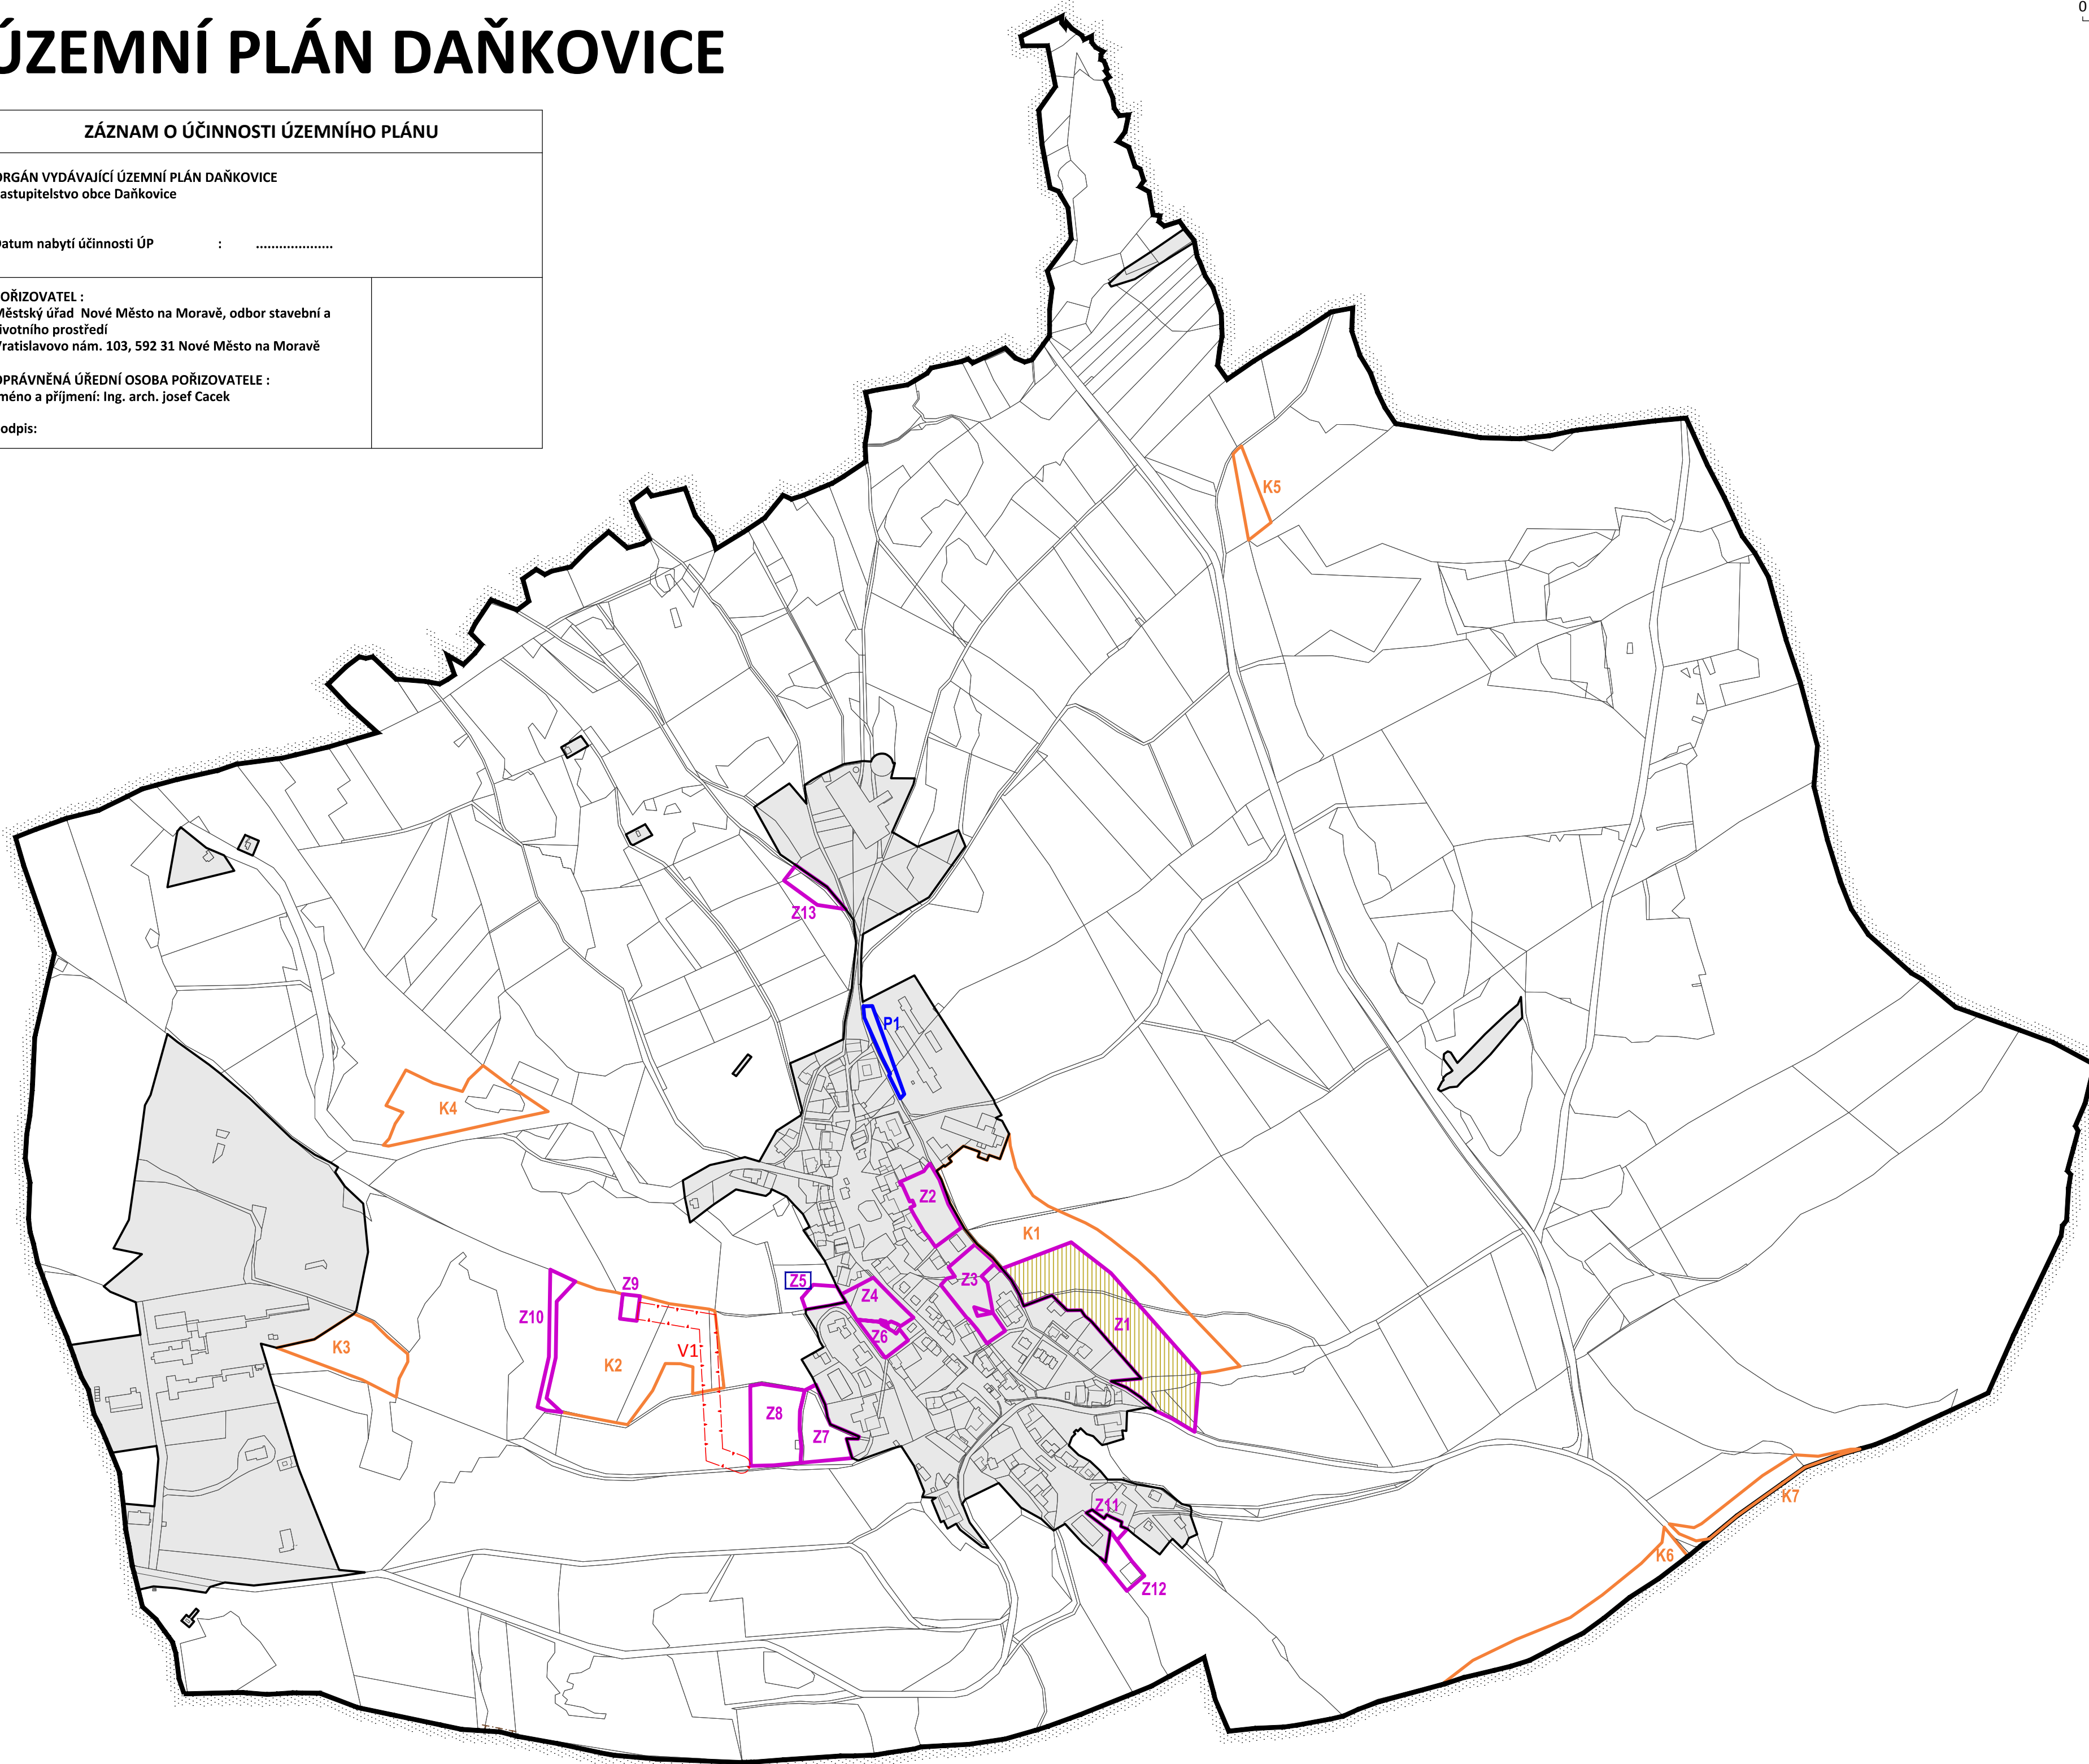 ÚZEMNÍ PLÁN DAŇKOVICE
0
ZÁZNAM O ÚČINNOSTI ÚZEMNÍHO PLÁNU
ORGÁN VYDÁVAJÍCÍ ÚZEMNÍ PLÁN DAŇKOVICE
astupitelstvo obce Daňkovice
Datum nabytí účinnosti ÚP : ....................
OŘIZOVATEL :
Městský úřad Nové Město na Moravě, odbor stavební a
ivotního prostředí
Vratislavovo nám. 103, 592 31 Nové Město na Moravě
OPRÁVNĚNÁ ÚŘEDNÍ OSOBA POŘIZOVATELE :
méno a příjmení: Ing. arch. josef Cacek
odpis:
K5
Z13
P1
K4
Z2
K1
Z5
Z3
Z9
Z4
Z10
Z1
Z6
K3
V1
K2
Z8
Z7
K7
Z11
K6
Z12